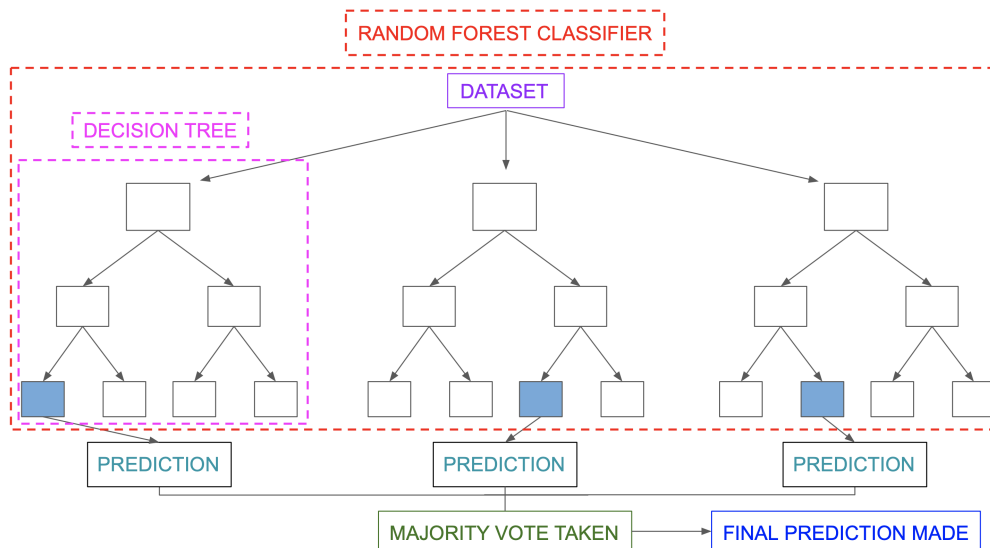 RANDOM FOREST CLASSIFIER
DATASET
DECISION TREE
PREDICTION
PREDICTION
PREDICTION
MAJORITY VOTE TAKEN
FINAL PREDICTION MADE